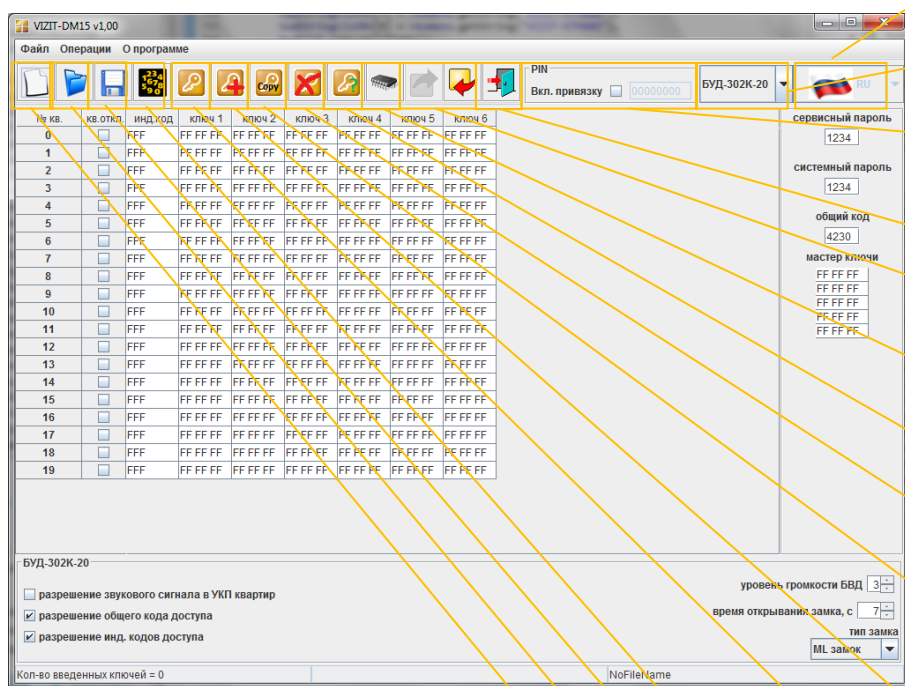 VIZIT-DM15 v1,00
Файл Операции О программе
1234 5678 90
Copy
PIN
Вкл. привязку 00000000
БУД-302К-20
RU
№ кв. кв.откл. инд.код ключ 1 ключ 2 ключ 3 ключ 4 ключ 5 ключ 6
0 FFF FF FF FF FF FF FF FF FF FF FF FF FF FF FF FF FF FF FF
1 FFF FF FF FF FF FF FF FF FF FF FF FF FF FF FF FF FF FF FF
2 FFF FF FF FF FF FF FF FF FF FF FF FF FF FF FF FF FF FF FF
3 FFF FF FF FF FF FF FF FF FF FF FF FF FF FF FF FF FF FF FF
4 FFF FF FF FF FF FF FF FF FF FF FF FF FF FF FF FF FF FF FF
5 FFF FF FF FF FF FF FF FF FF FF FF FF FF FF FF FF FF FF FF
6 FFF FF FF FF FF FF FF FF FF FF FF FF FF FF FF FF FF FF FF
7 FFF FF FF FF FF FF FF FF FF FF FF FF FF FF FF FF FF FF FF
8 FFF FF FF FF FF FF FF FF FF FF FF FF FF FF FF FF FF FF FF
9 FFF FF FF FF FF FF FF FF FF FF FF FF FF FF FF FF FF FF FF
10 FFF FF FF FF FF FF FF FF FF FF FF FF FF FF FF FF FF FF FF
11 FFF FF FF FF FF FF FF FF FF FF FF FF FF FF FF FF FF FF FF
12 FFF FF FF FF FF FF FF FF FF FF FF FF FF FF FF FF FF FF FF
13 FFF FF FF FF FF FF FF FF FF FF FF FF FF FF FF FF FF FF FF
14 FFF FF FF FF FF FF FF FF FF FF FF FF FF FF FF FF FF FF FF
15 FFF FF FF FF FF FF FF FF FF FF FF FF FF FF FF FF FF FF FF
16 FFF FF FF FF FF FF FF FF FF FF FF FF FF FF FF FF FF FF FF
17 FFF FF FF FF FF FF FF FF FF FF FF FF FF FF FF FF FF FF FF
18 FFF FF FF FF FF FF FF FF FF FF FF FF FF FF FF FF FF FF FF
19 FFF FF FF FF FF FF FF FF FF FF FF FF FF FF FF FF FF FF FF
сервисный пароль
1234
системный пароль
1234
общий код
4230
мастер ключи
FF FF FF
FF FF FF
FF FF FF
FF FF FF
FF FF FF
БУД-302К-20
разрешение звукового сигнала в УКП квартир
разрешение общего кода доступа
разрешение инд. кодов доступа
уровень громкости БВД 3
время открывания замка, с 7
тип замка
ML замок
Кол-во введенных ключей = 0
NoFileName